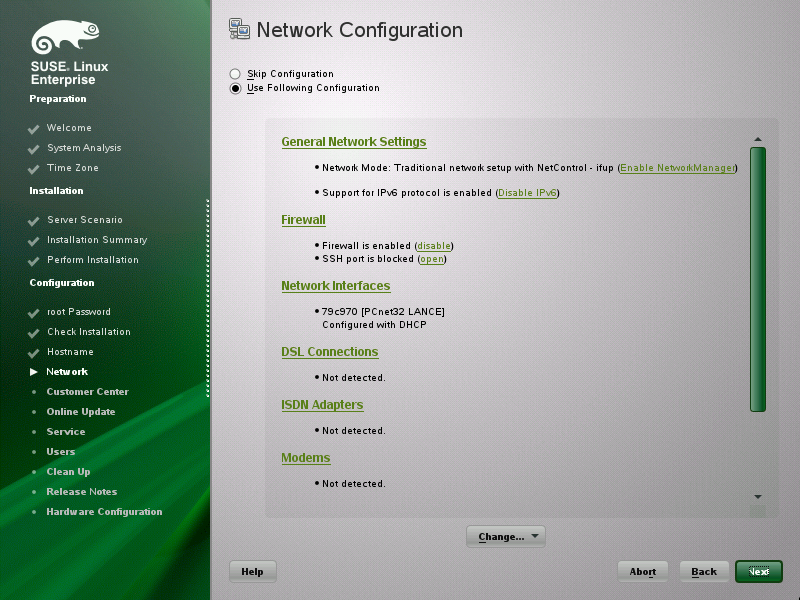 SUSE® Linux
Enterprise
Preparation
Welcome
System Analysis
Time Zone
Installation
Server Scenario
Installation Summary
Perform Installation
Configuration
root Password
Check Installation
Hostname
Network
Customer Center
Online Update
Service
Users
Clean Up
Release Notes
Hardware Configuration
Network Configuration
Skip Configuration
Use Following Configuration
General Network Settings
• Network Mode: Traditional network setup with NetControl - ifup (Enable NetworkManager)
• Support for IPv6 protocol is enabled (Disable IPv6)
Firewall
• Firewall is enabled (disable)
• SSH port is blocked (open)
Network Interfaces
• 79c970 [PCnet32 LANCE]
Configured with DHCP
DSL Connections
• Not detected.
ISDN Adapters
• Not detected.
Modems
• Not detected.
Change...
Help
Abort
Back
Next